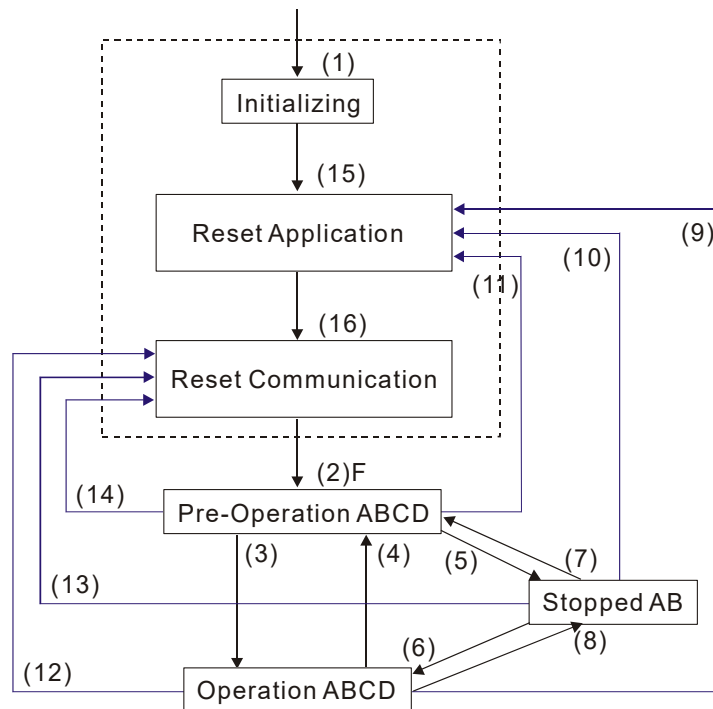 (1)
Initializing
(15)
Reset Application
(9)
(10)
(11)
(16)
Reset Communication
(2)F
(14)
Pre-Operation ABCD
(3)
(4)
(5)
(7)
(13)
Stopped AB
(6)
(8)
(12)
Operation ABCD